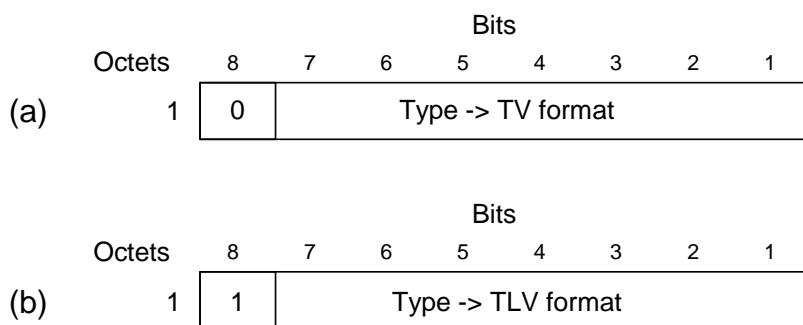 Bits
Octets 8 7 6 5 4 3 2 1
(a) 1 0 Type -> TV format
Bits
Octets 8 7 6 5 4 3 2 1
(b) 1 1 Type -> TLV format